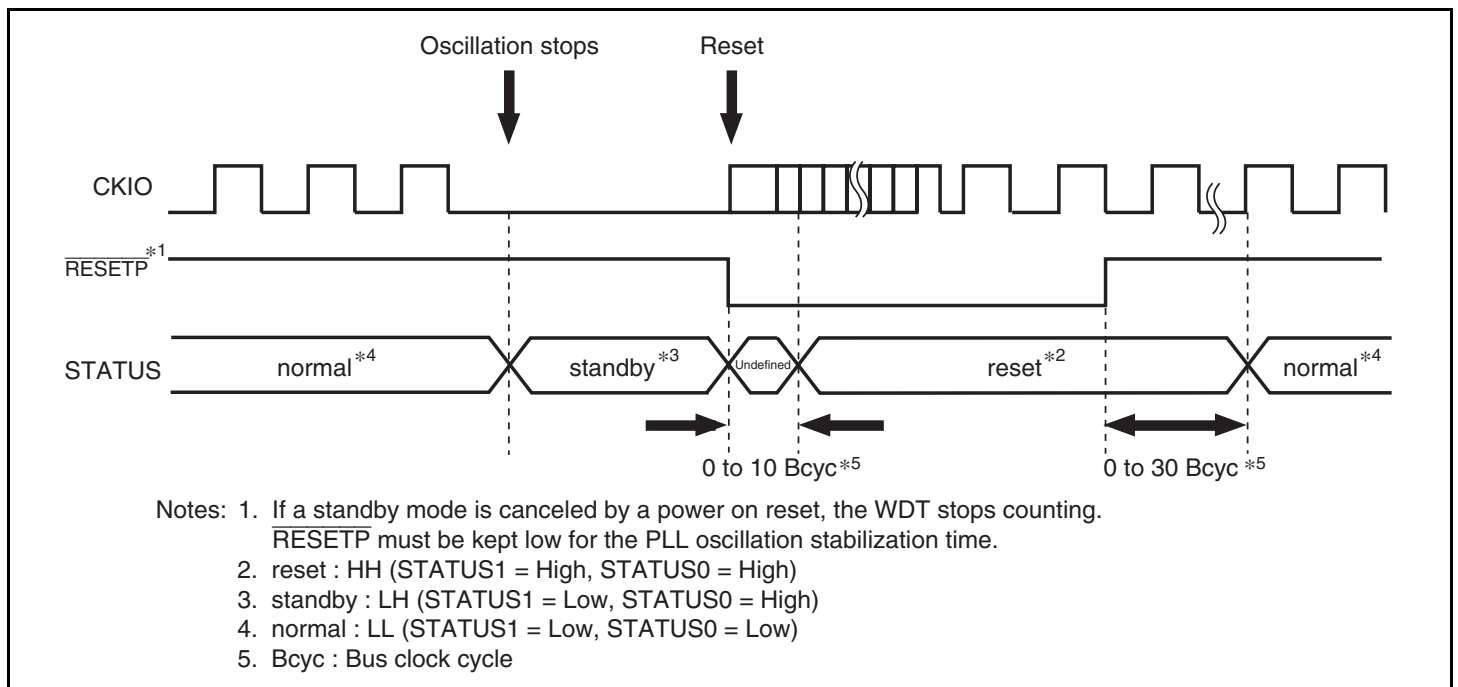 Oscillation stops Reset
CKIO
RESETP*1
STATUS normal*4 standby*3 Undefined reset*2 normal*4
0 to 10 Bcyc*5 0 to 30 Bcyc *5
Notes: 1. If a standby mode is canceled by a power on reset, the WDT stops counting.
RESETP must be kept low for the PLL oscillation stabilization time.
2. reset : HH (STATUS1 = High, STATUS0 = High)
3. standby : LH (STATUS1 = Low, STATUS0 = High)
4. normal : LL (STATUS1 = Low, STATUS0 = Low)
5. Bcyc : Bus clock cycle